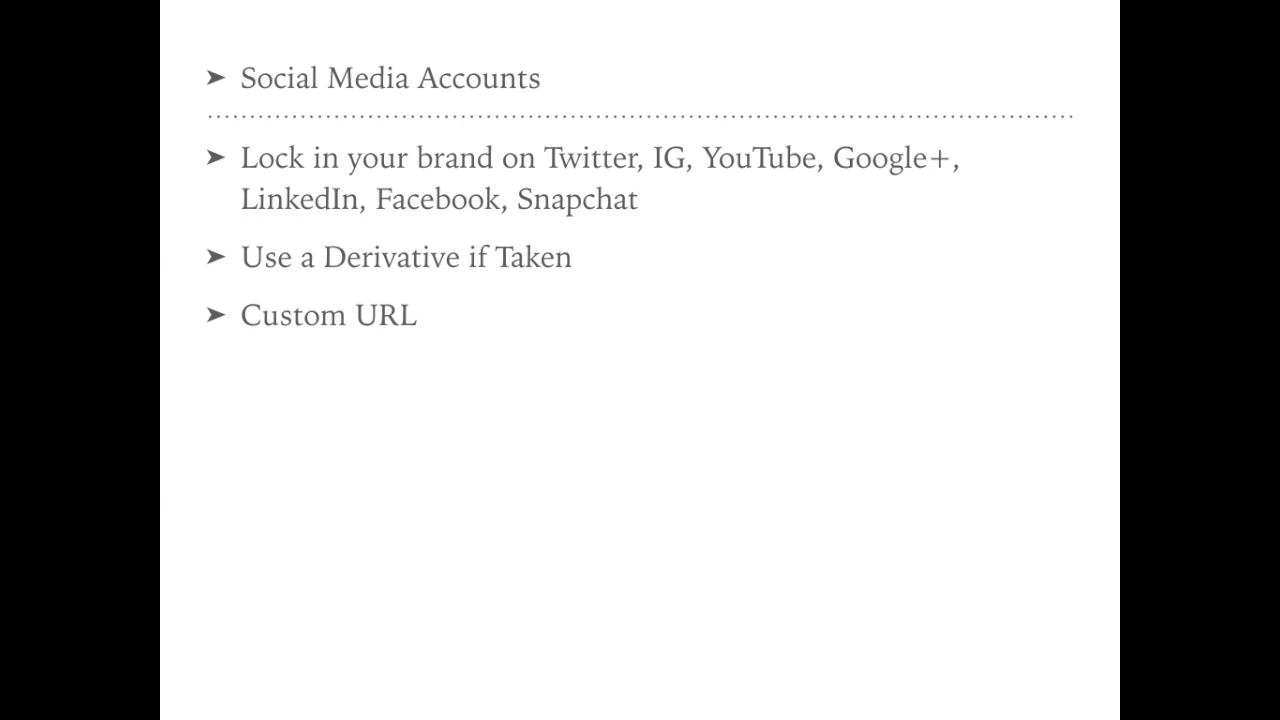 ➤ Social Media Accounts
➤ Lock in your brand on Twitter, IG, YouTube, Google+,
LinkedIn, Facebook, Snapchat
➤ Use a Derivative if Taken
➤ Custom URL